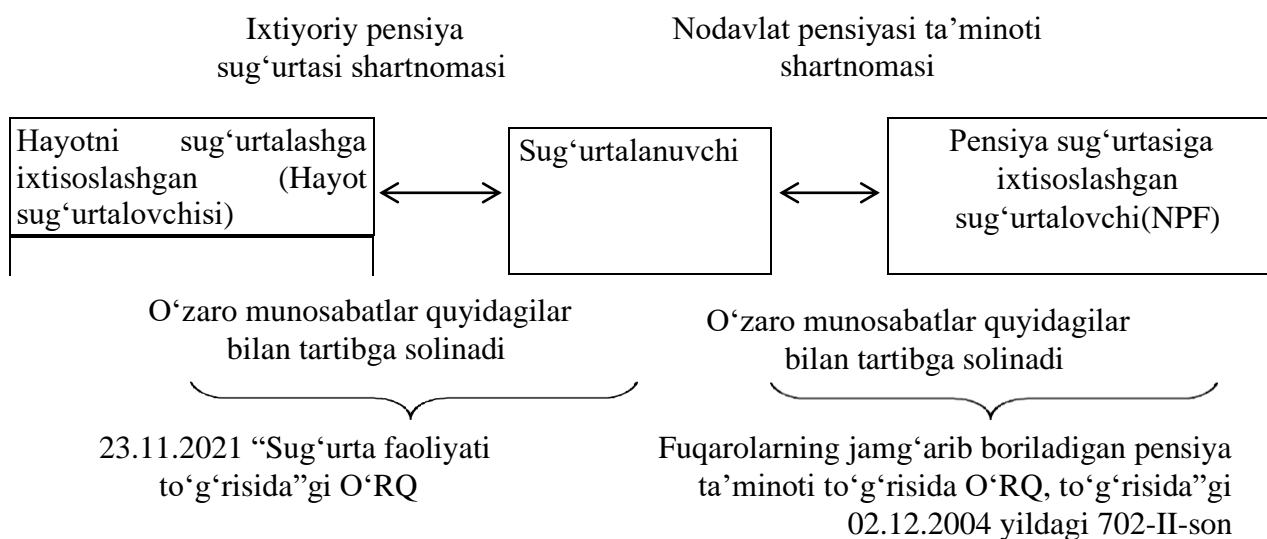 Ixtiyoriy pensiya
sug‘urtasi shartnomasi
Nodavlat pensiyasi ta’minoti
shartnomasi
Hayotni sug‘urtalashga
ixtisoslashgan (Hayot
sug‘urtalovchisi)
Sug‘urtalanuvchi
Pensiya sug‘urtasiga
ixtisoslashgan
sug‘urtalovchi(NPF)
O‘zaro munosabatlar quyidagilar
bilan tartibga solinadi
O‘zaro munosabatlar quyidagilar
bilan tartibga solinadi
23.11.2021 “Sug‘urta faoliyati
to‘g‘risida”gi O‘RQ
Fuqarolarning jamg‘arib boriladigan pensiya
ta’minoti to‘g‘risida O‘RQ, to‘g‘risida”gi
02.12.2004 yildagi 702-II-son